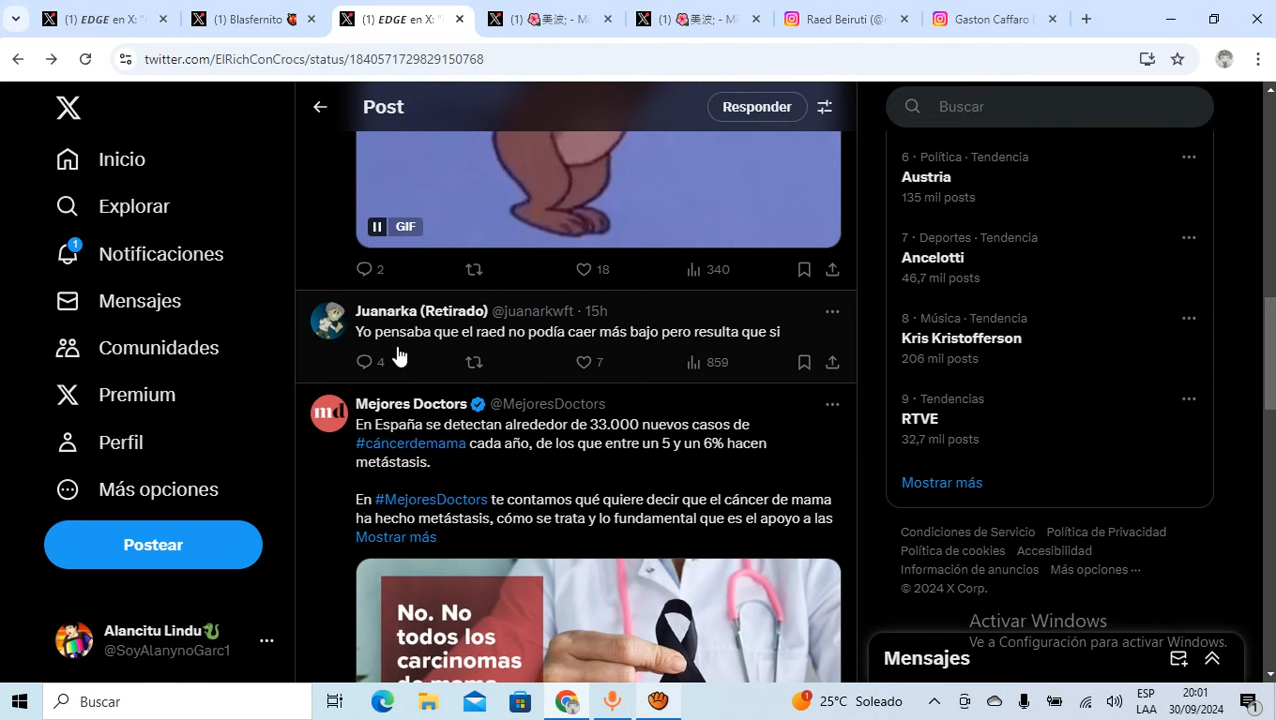 (1) EDGE en X: "
(1) Blasfernito
(1) EDGE en X: "
(1) 🌺美波; - Mi
(1) 🌺美波; - M
Raed Beiruti (@
Gaston Caffaro (
twitter.com/ElRichConCrocs/status/1840571729829150768
Inicio
Explorar
1
Notificaciones
Mensajes
Comunidades
Premium
Perfil
Más opciones
Postear
Alancitu Lindu🐉
@SoyAlanynoGarc1
Post
Responder
GIF
2
18
340
Juanarka (Retirado) @juanarkwft · 15h
Yo pensaba que el raed no podía caer más bajo pero resulta que si
4
7
859
Mejores Doctors @MejoresDoctors
md
En España se detectan alrededor de 33.000 nuevos casos de
#cáncerdemama cada año, de los que entre un 5 y un 6% hacen
metástasis.
En #MejoresDoctors te contamos qué quiere decir que el cáncer de mama
ha hecho metástasis, cómo se trata y lo fundamental que es el apoyo a las
Mostrar más
No. No
todos los
carcinomas
de mama
Buscar
6 · Política · Tendencia
Austria
135 mil posts
7 · Deportes · Tendencia
Ancelotti
46,7 mil posts
8 · Música · Tendencia
Kris Kristofferson
206 mil posts
9 · Tendencias
RTVE
32,7 mil posts
Mostrar más
Condiciones de Servicio Política de Privacidad
Política de cookies Accesibilidad
Información de anuncios Más opciones ···
© 2024 X Corp.
Activar Windows
Ve a Configuración para activar Windows.
Mensajes
Buscar
1
25°C Soleado
ESP
LAA
20:01
30/09/2024
1